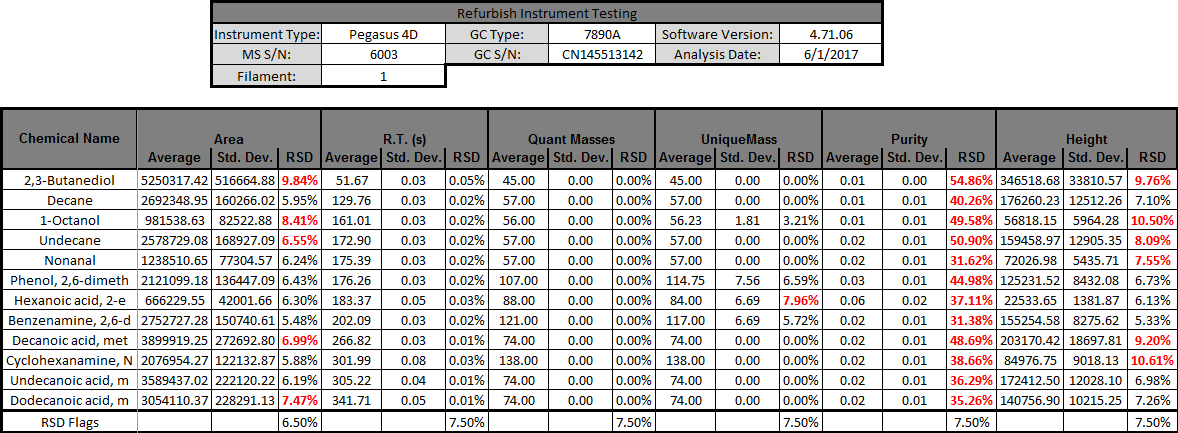 Refurbish Instrument Testing
Instrument Type: Pegasus 4D GC Type: 7890A Software Version: 4.71.06
MS S/N: 6003 GC S/N: CN145513142 Analysis Date: 6/1/2017
Filament: 1
Chemical Name Area R.T. (s) Quant Masses UniqueMass Purity Height
Average Std. Dev. RSD Average Std. Dev. RSD Average Std. Dev. RSD Average Std. Dev. RSD Average Std. Dev. RSD Average Std. Dev. RSD
2,3-Butanediol 5250317.42 516664.88 9.84% 51.67 0.03 0.05% 45.00 0.00 0.00% 45.00 0.00 0.00% 0.01 0.00 54.86% 346518.68 33810.57 9.76%
Decane 2692348.95 160266.02 5.95% 129.76 0.03 0.02% 57.00 0.00 0.00% 57.00 0.00 0.00% 0.01 0.01 40.26% 176260.23 12512.26 7.10%
1-Octanol 981538.63 82522.88 8.41% 161.01 0.03 0.02% 56.00 0.00 0.00% 56.23 1.81 3.21% 0.01 0.01 49.58% 56818.15 5964.28 10.50%
Undecane 2578729.08 168927.09 6.55% 172.90 0.03 0.02% 57.00 0.00 0.00% 57.00 0.00 0.00% 0.02 0.01 50.90% 159458.97 12905.35 8.09%
Nonanal 1238510.65 77304.57 6.24% 175.39 0.03 0.02% 57.00 0.00 0.00% 57.00 0.00 0.00% 0.02 0.01 31.62% 72026.98 5435.71 7.55%
Phenol, 2,6-dimeth 2121099.18 136447.09 6.43% 176.26 0.03 0.02% 107.00 0.00 0.00% 114.75 7.56 6.59% 0.03 0.01 44.98% 125231.52 8432.08 6.73%
Hexanoic acid, 2-e 666229.55 42001.66 6.30% 183.37 0.05 0.03% 88.00 0.00 0.00% 84.00 6.69 7.96% 0.06 0.02 37.11% 22533.65 1381.87 6.13%
Benzenamine, 2,6-d 2752727.28 150740.61 5.48% 202.09 0.03 0.02% 121.00 0.00 0.00% 117.00 6.69 5.72% 0.02 0.01 31.38% 155254.58 8275.62 5.33%
Decanoic acid, met 3899919.25 272692.80 6.99% 266.82 0.03 0.01% 74.00 0.00 0.00% 74.00 0.00 0.00% 0.02 0.01 48.69% 203170.42 18697.81 9.20%
Cyclohexanamine, N 2076954.27 122132.87 5.88% 301.99 0.08 0.03% 138.00 0.00 0.00% 138.00 0.00 0.00% 0.02 0.01 38.66% 84976.75 9018.13 10.61%
Undecanoic acid, m 3589437.02 222120.22 6.19% 305.22 0.04 0.01% 74.00 0.00 0.00% 74.00 0.00 0.00% 0.02 0.01 36.29% 172412.50 12028.10 6.98%
Dodecanoic acid, m 3054110.37 228291.13 7.47% 341.71 0.05 0.01% 74.00 0.00 0.00% 74.00 0.00 0.00% 0.02 0.01 35.26% 140756.90 10215.25 7.26%
RSD Flags 6.50% 7.50% 7.50% 7.50% 7.50% 7.50%